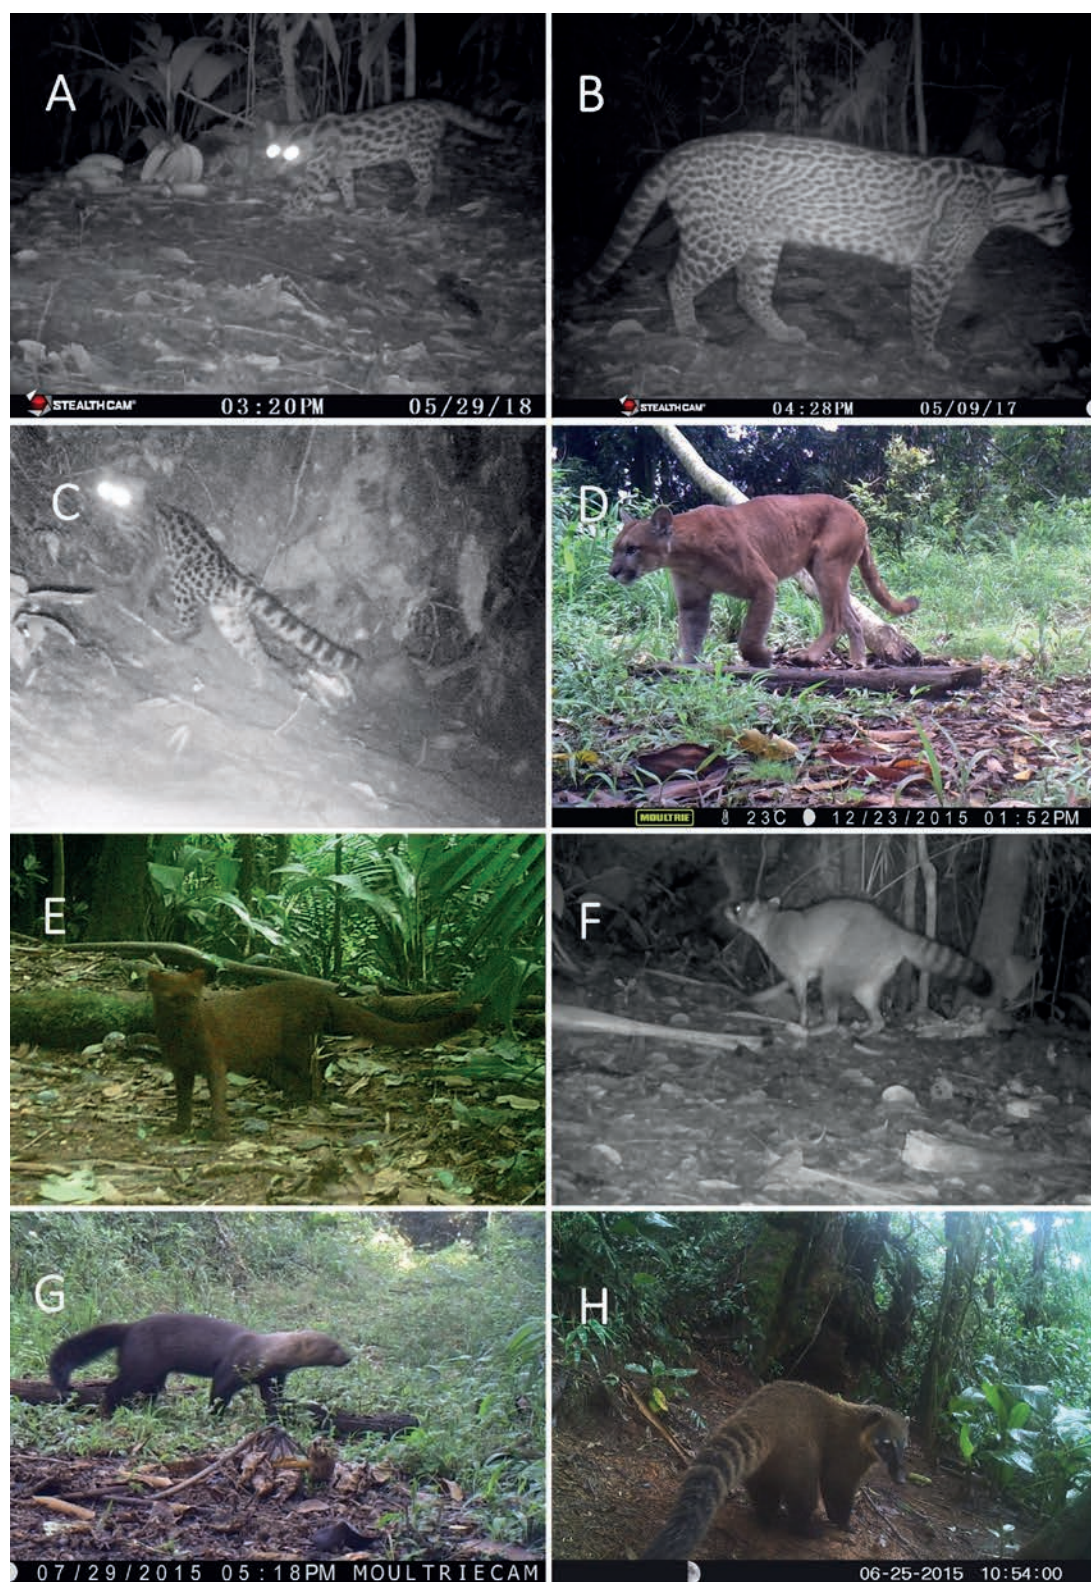 A
STEALTHCAM® 03:20PM 05/29/18
B
STEALTHCAM® 04:28PM 05/09/17
C
D
MOULTRIE 23C 12/23/2015 01:52PM
E
F
G
07/29/2015 05:18PM MOULTRIECAM
H
06-25-2015 10:54:00